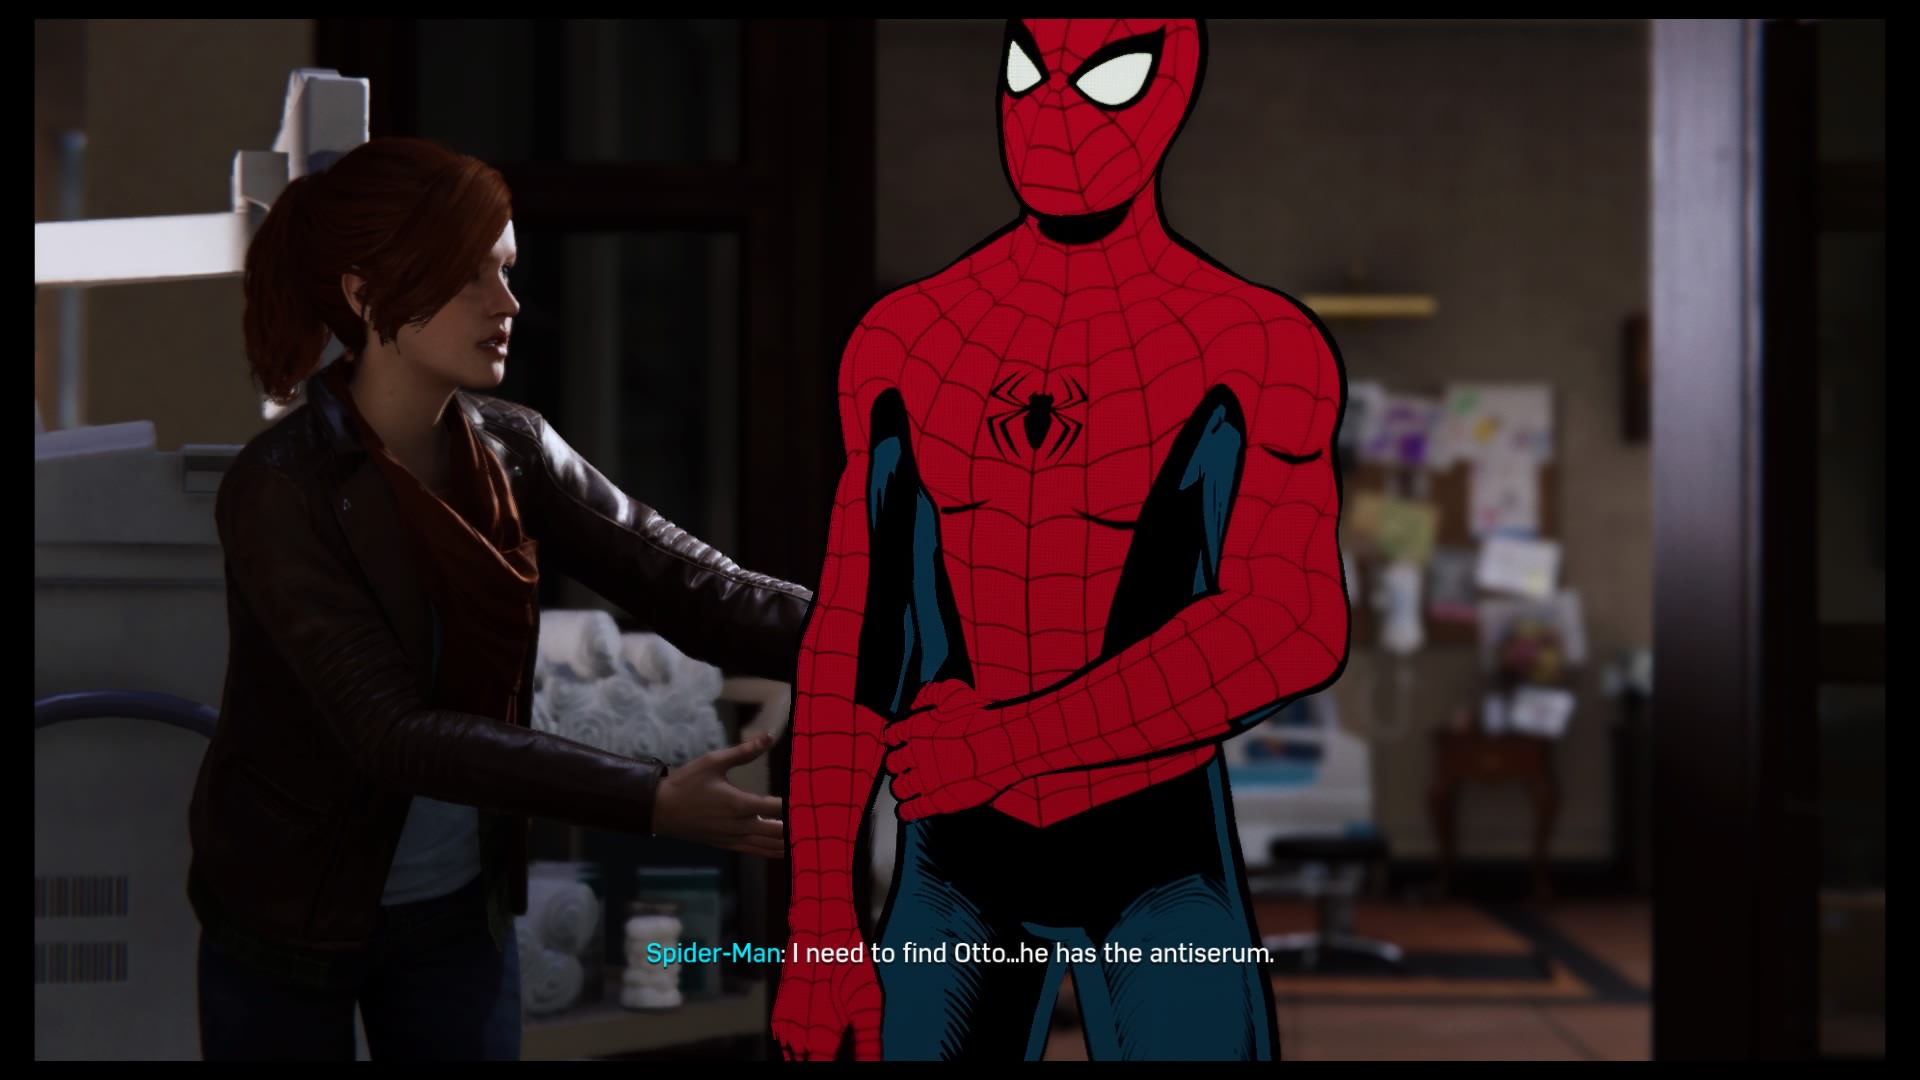 Spider-Man: I need to find Otto...he has the antiserum.